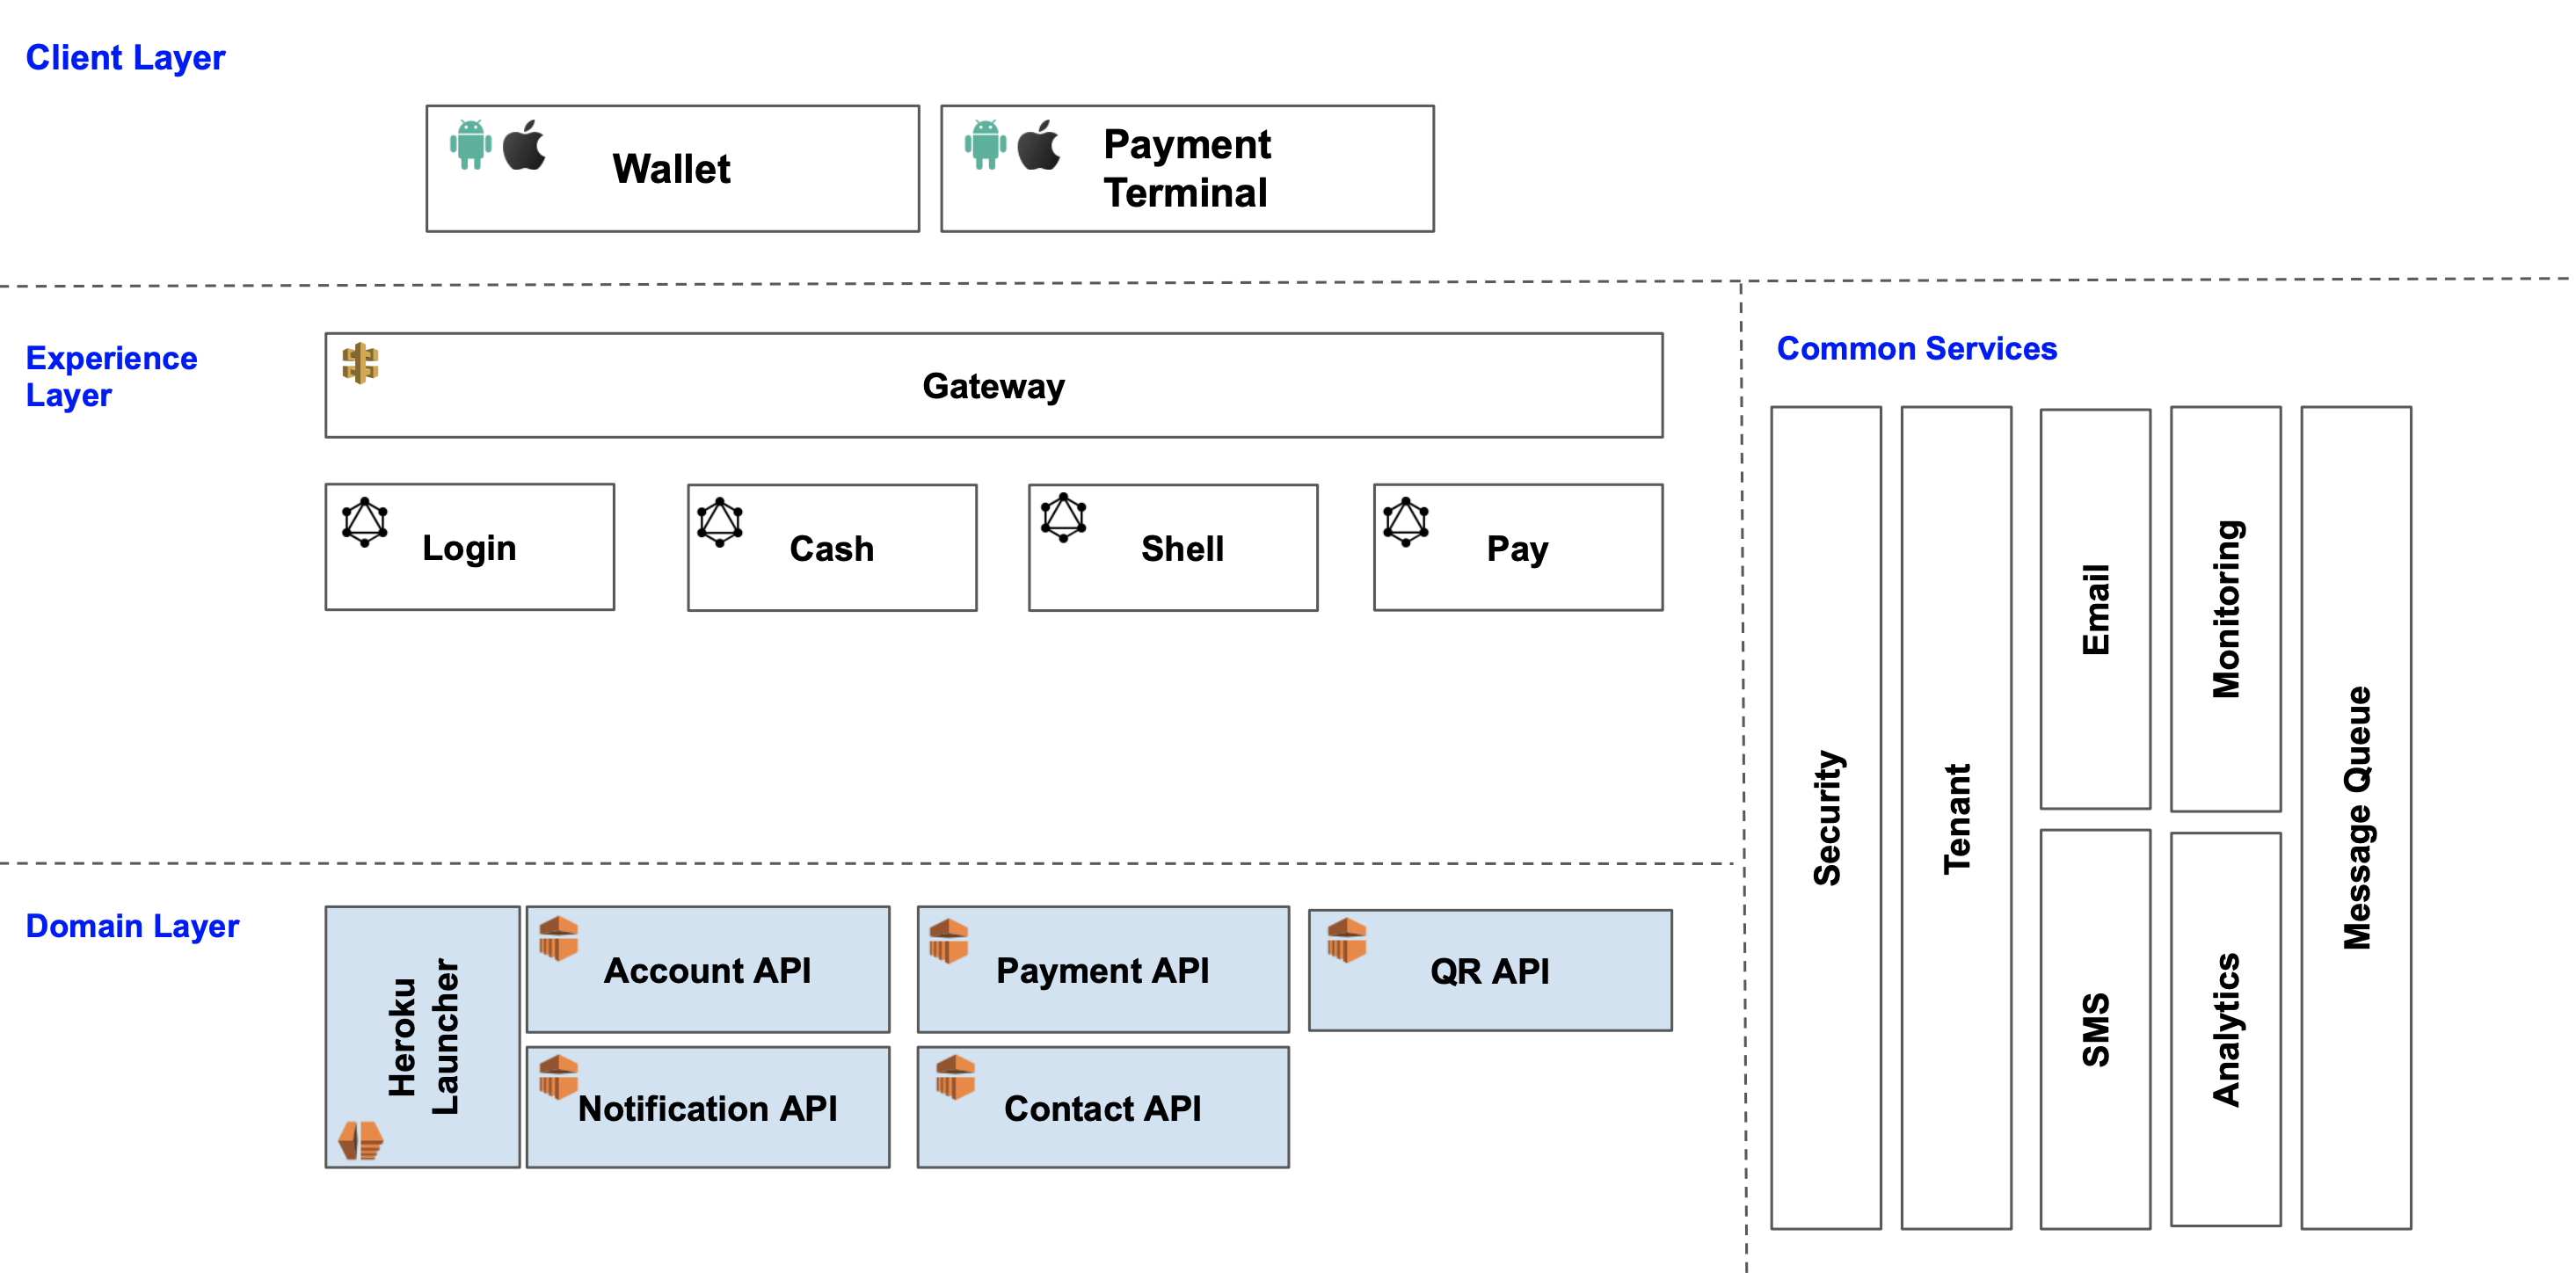 Client Layer
Wallet
Payment
Terminal
Experience
Layer
Gateway
Login
Cash
Shell
Pay
Common Services
Security
Tenant
Email
SMS
Monitoring
Analytics
Message Queue
Domain Layer
Heroku
Launcher
Account API
Payment API
QR API
Notification API
Contact API